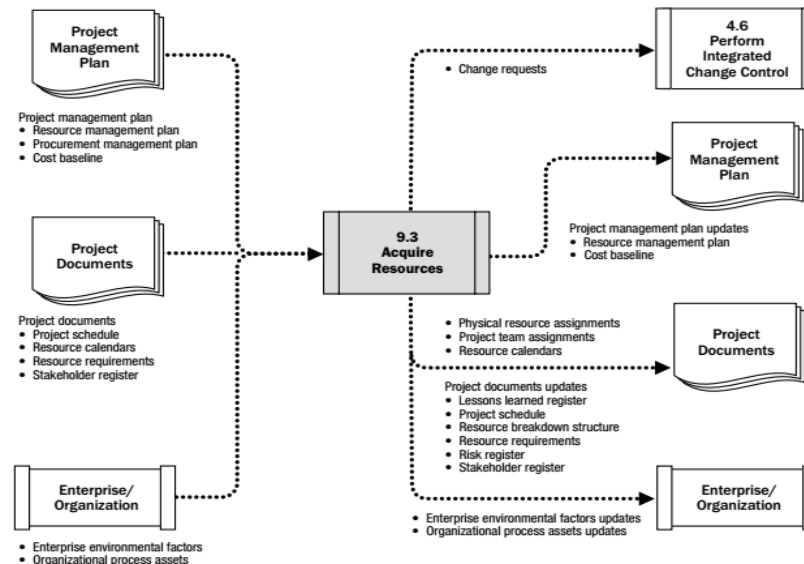 Project
Management
Plan
Project management plan
• Resource management plan
• Procurement management plan
• Cost baseline
Project
Documents
Project documents
• Project schedule
• Resource calendars
• Resource requirements
• Stakeholder register
Enterprise/
Organization
• Enterprise environmental factors
• Organizational process assets
9.3
Acquire
Resources
• Change requests
4.6
Perform
Integrated
Change Control
Project
Management
Plan
Project management plan updates
• Resource management plan
• Cost baseline
• Physical resource assignments
• Project team assignments
• Resource calendars
Project
Documents
Project documents updates
• Lessons learned register
• Project schedule
• Resource breakdown structure
• Resource requirements
• Risk register
• Stakeholder register
Enterprise/
Organization
• Enterprise environmental factors updates
• Organizational process assets updates